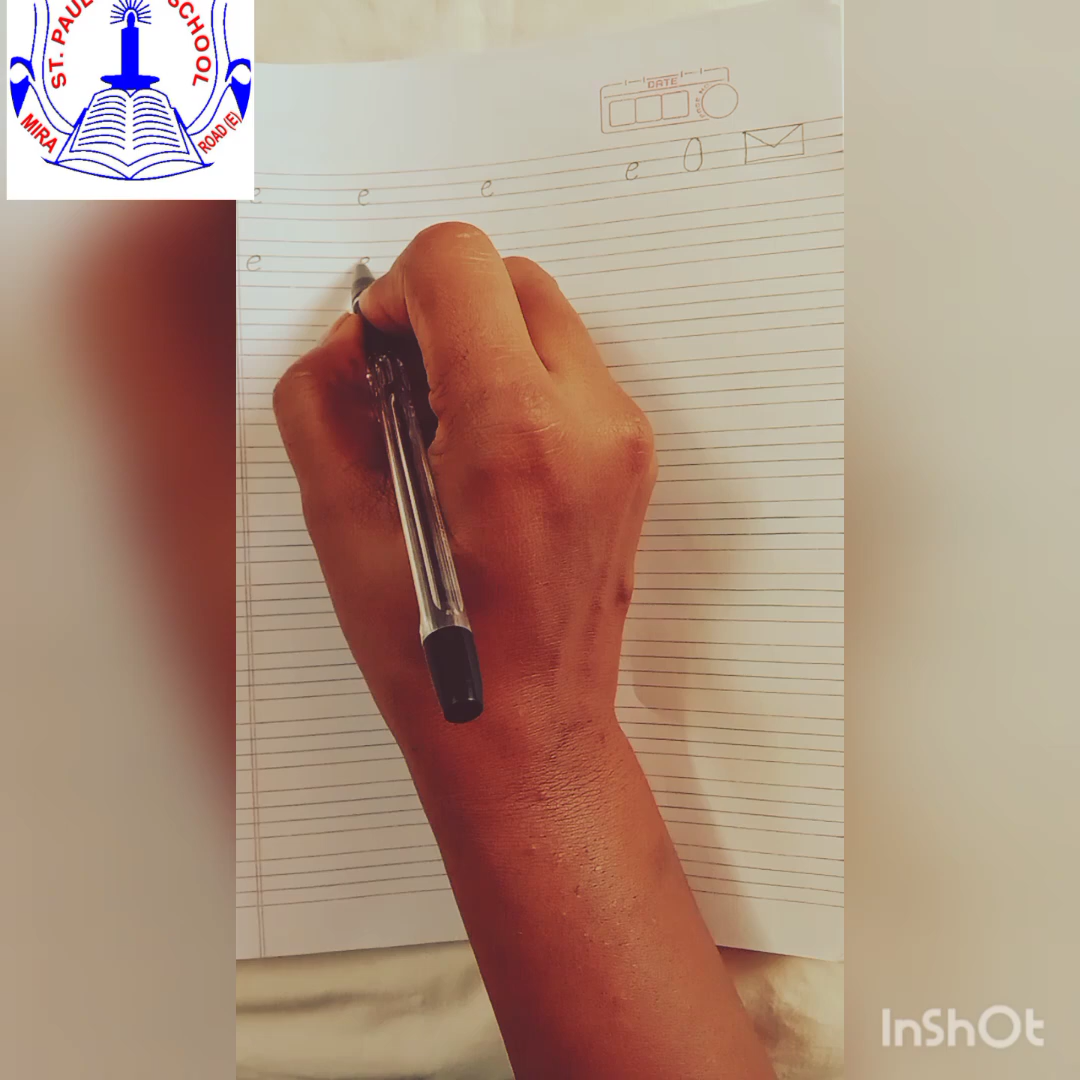 ST. PAUL
SCHOOL
MIRA
ROAD (E)
DATE
e e e e
e e
InShOt